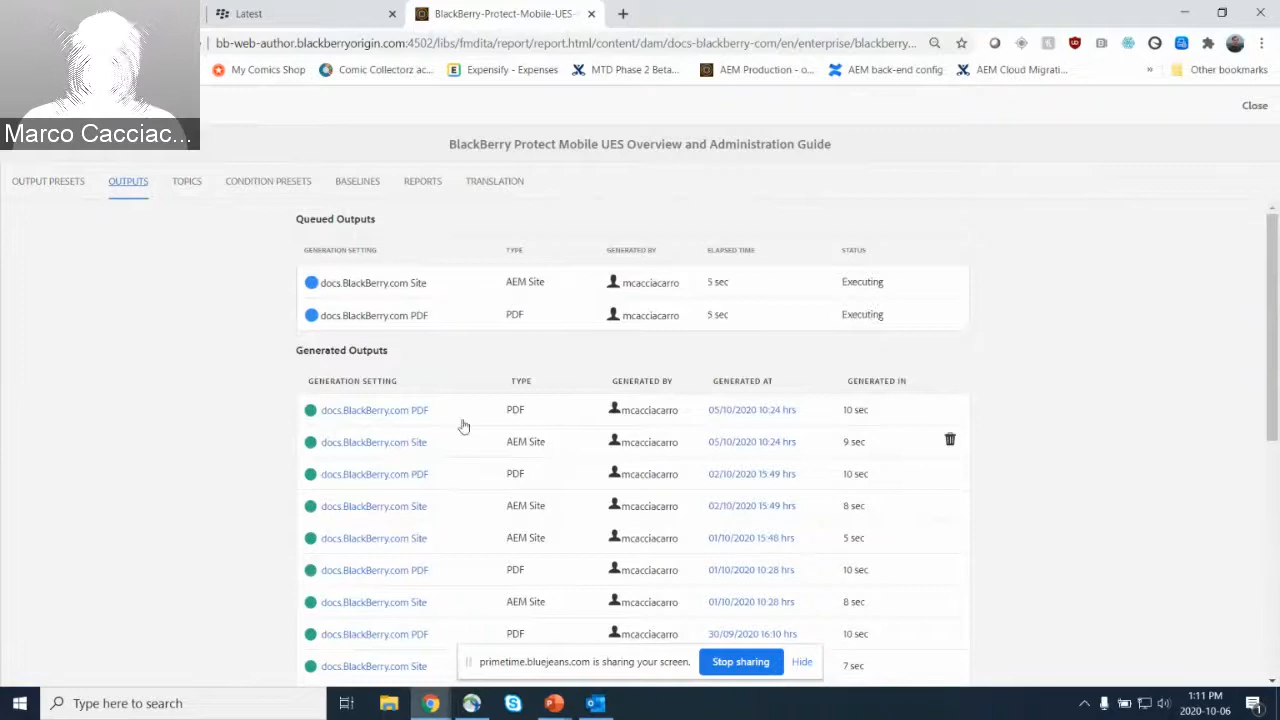 Latest
BlackBerry-Protect-Mobile-UES-
bb-web-author.blackberryorigin.com:4502/libs/fmdita/report/report.html/content/dam/docs-blackberry-com/en/enterprise/blackberry...
My Comics Shop
Comic Collectorz ac...
Expensify - Expenses
MTD Phase 2 Beta...
AEM Production - o...
AEM back-end config
AEM Cloud Migrati...
»
Other bookmarks
Marco Cacciac...
Close
BlackBerry Protect Mobile UES Overview and Administration Guide
OUTPUT PRESETS OUTPUTS TOPICS CONDITION PRESETS BASELINES REPORTS TRANSLATION
Queued Outputs
GENERATION SETTING TYPE GENERATED BY ELAPSED TIME STATUS
docs.BlackBerry.com Site AEM Site mcacciacarro 5 sec Executing
docs.BlackBerry.com PDF PDF mcacciacarro 5 sec Executing
Generated Outputs
GENERATION SETTING TYPE GENERATED BY GENERATED AT GENERATED IN
docs.BlackBerry.com PDF PDF mcacciacarro 05/10/2020 10:24 hrs 10 sec
docs.BlackBerry.com Site AEM Site mcacciacarro 05/10/2020 10:24 hrs 9 sec
docs.BlackBerry.com PDF PDF mcacciacarro 02/10/2020 15:49 hrs 10 sec
docs.BlackBerry.com Site AEM Site mcacciacarro 02/10/2020 15:49 hrs 8 sec
docs.BlackBerry.com Site AEM Site mcacciacarro 01/10/2020 15:48 hrs 5 sec
docs.BlackBerry.com PDF PDF mcacciacarro 01/10/2020 10:28 hrs 10 sec
docs.BlackBerry.com Site AEM Site mcacciacarro 01/10/2020 10:28 hrs 8 sec
docs.BlackBerry.com PDF PDF mcacciacarro 30/09/2020 16:10 hrs 10 sec
docs.BlackBerry.com Site 7 sec
primetime.bluejeans.com is sharing your screen. Stop sharing Hide
Type here to search
1:11 PM
2020-10-06